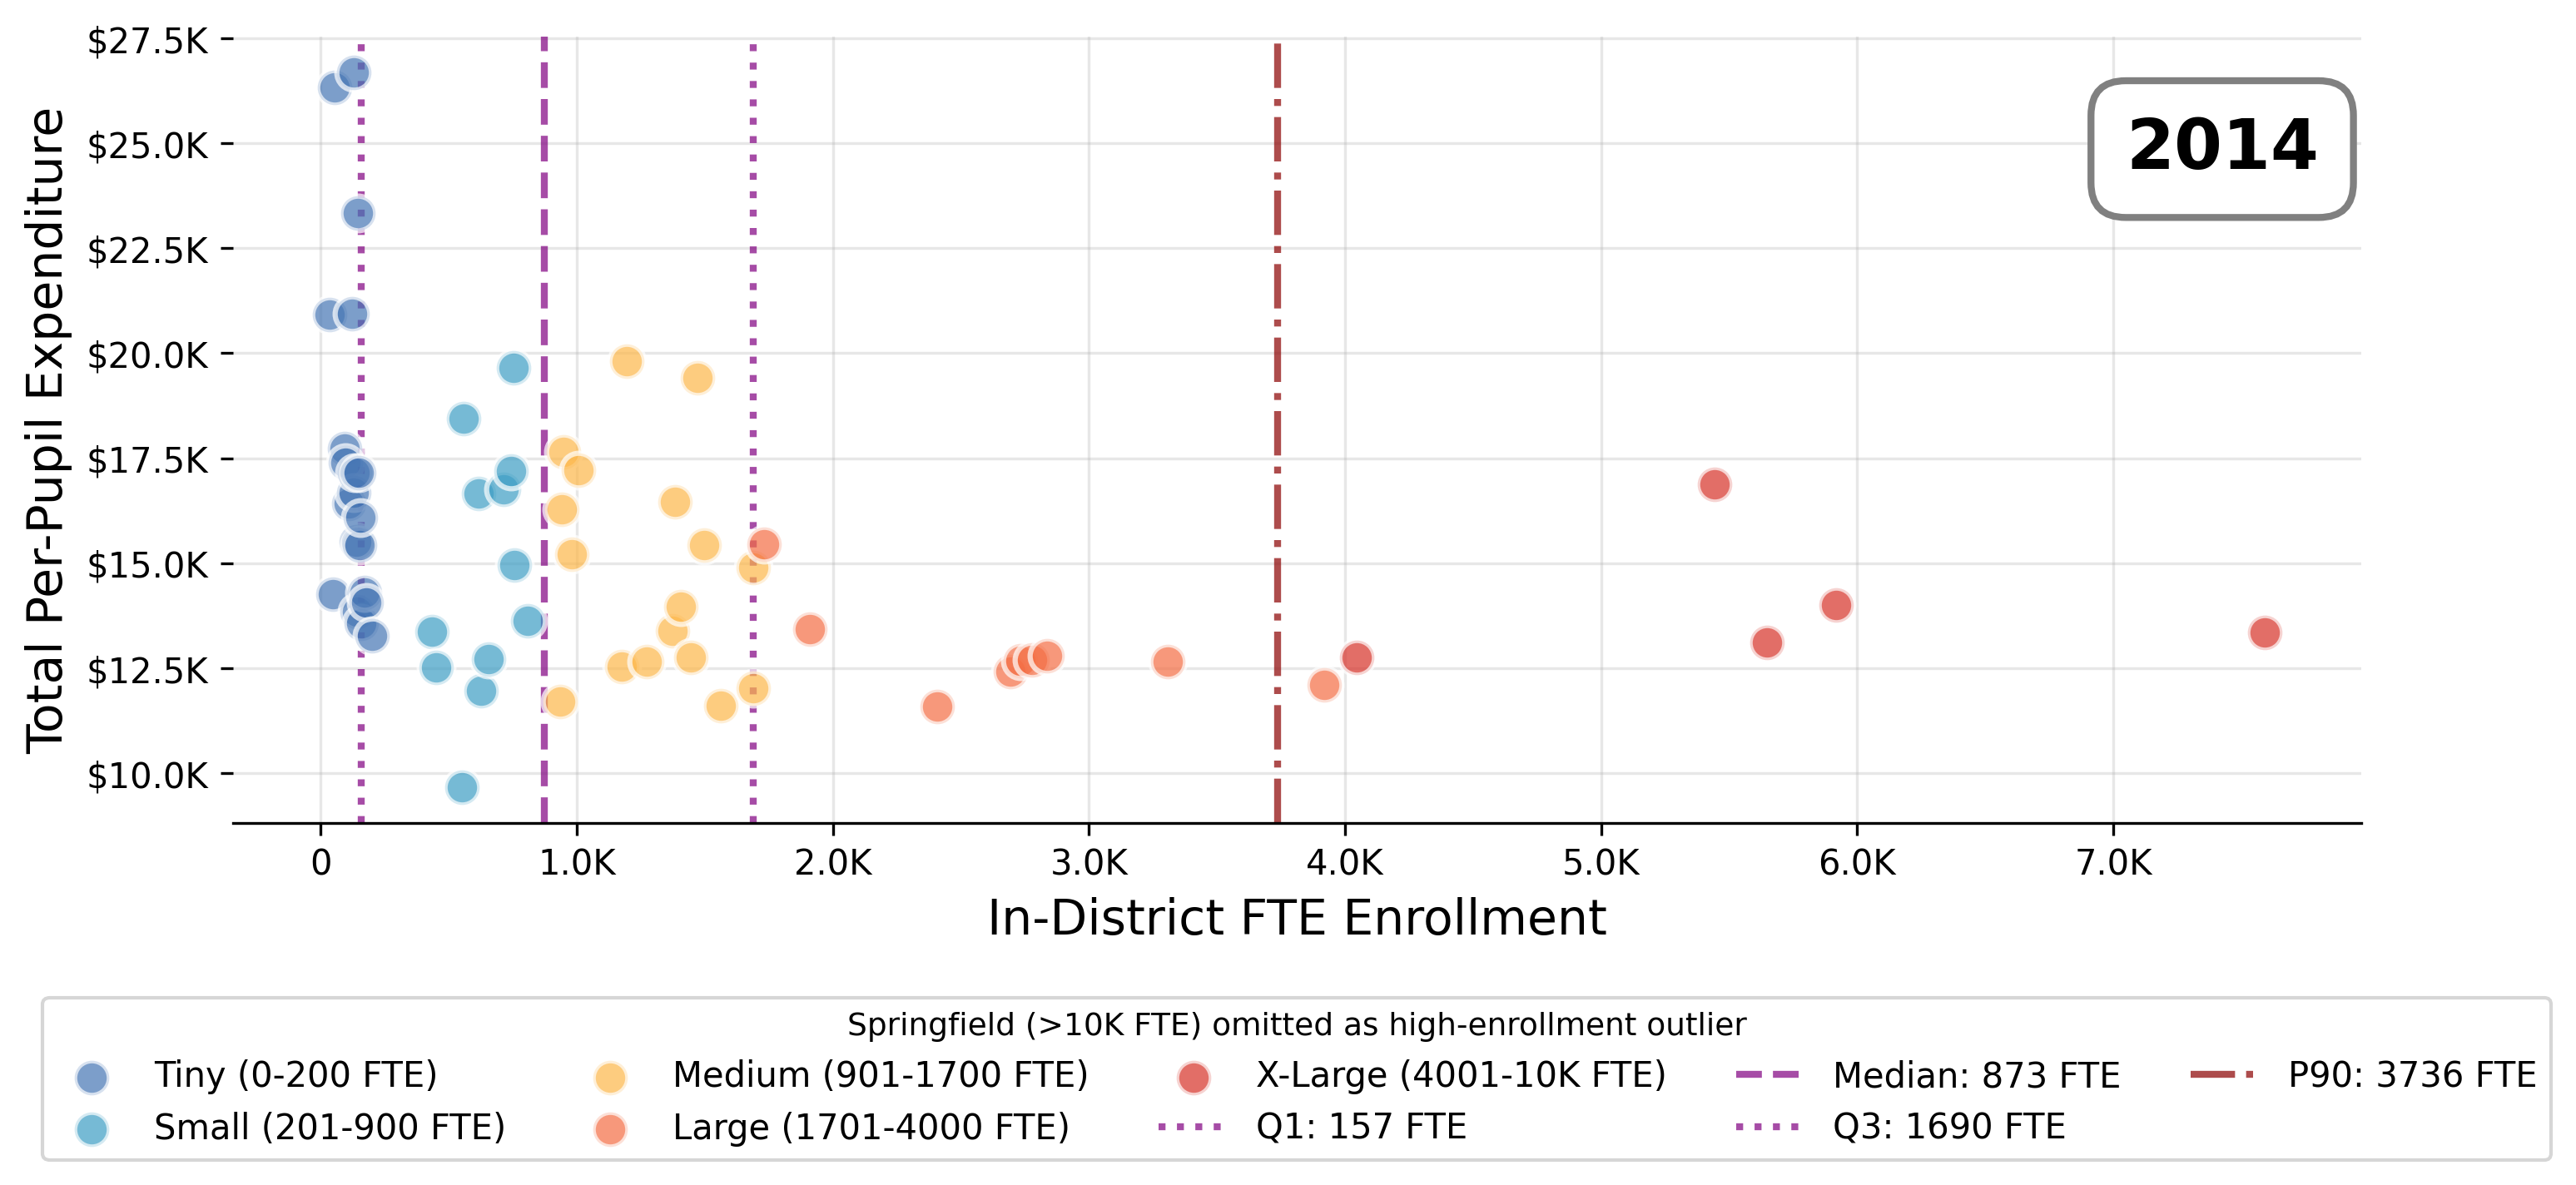 $27.5K
$25.0K
$22.5K
$20.0K
$17.5K
$15.0K
$12.5K
$10.0K
Total Per-Pupil Expenditure
2014
0 1.0K 2.0K 3.0K 4.0K 5.0K 6.0K 7.0K
In-District FTE Enrollment
Springfield (>10K FTE) omitted as high-enrollment outlier
Tiny (0-200 FTE) Medium (901-1700 FTE) X-Large (4001-10K FTE) Median: 873 FTE P90: 3736 FTE
Small (201-900 FTE) Large (1701-4000 FTE) Q1: 157 FTE Q3: 1690 FTE